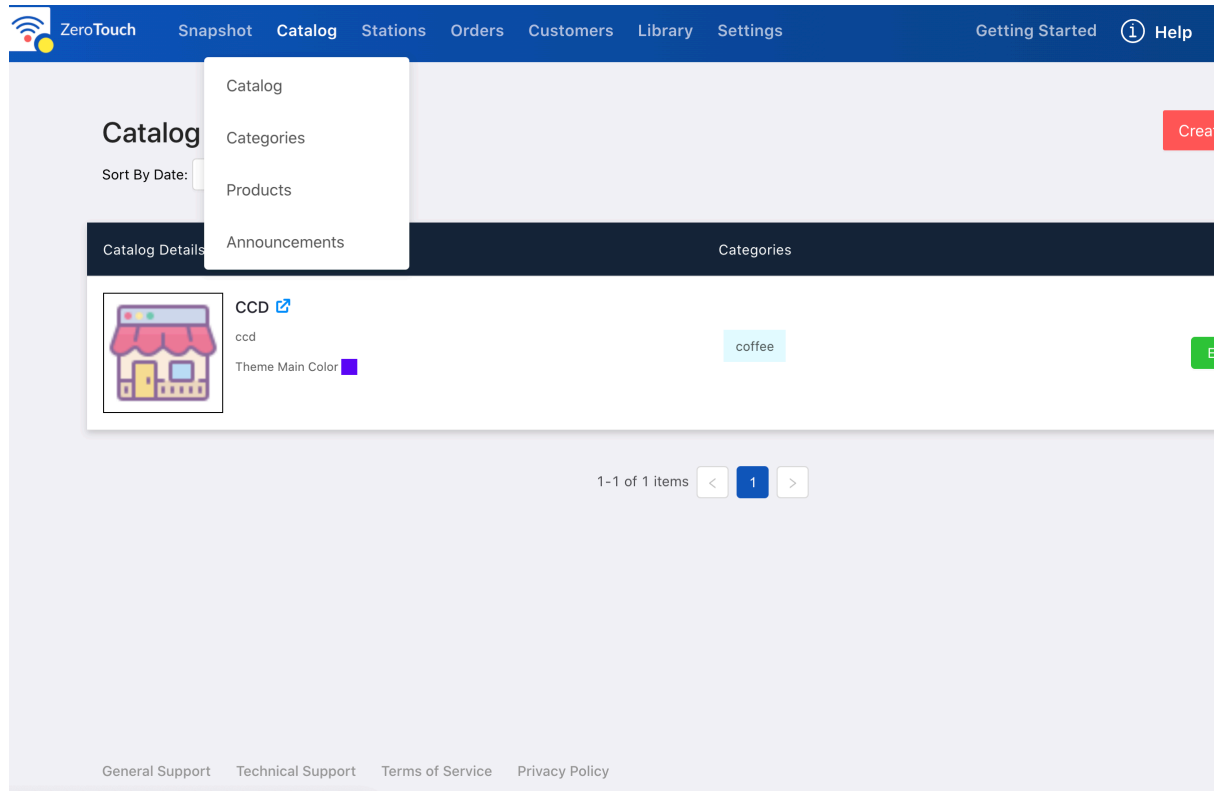 ZeroTouch Snapshot Catalog Stations Orders Customers Library Settings Getting Started Help
Catalog
Categories
Products
Announcements
Catalog
Sort By Date:
Catalog Details Categories
CCD
ccd
Theme Main Color
coffee
1-1 of 1 items < 1 >
General Support Technical Support Terms of Service Privacy Policy